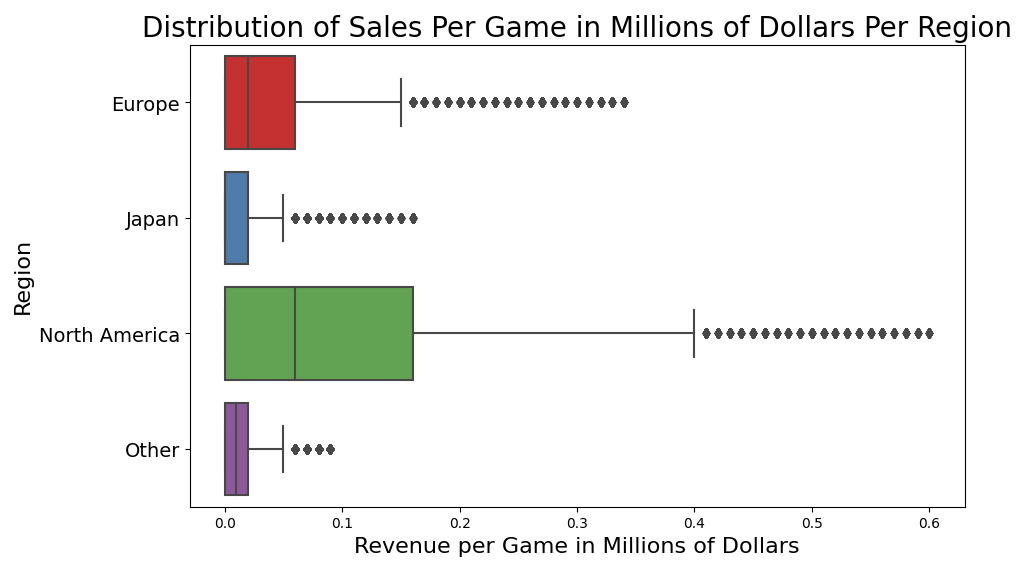 Distribution of Sales Per Game in Millions of Dollars Per Region
Region
Europe
Japan
North America
Other
0.0 0.1 0.2 0.3 0.4 0.5 0.6
Revenue per Game in Millions of Dollars